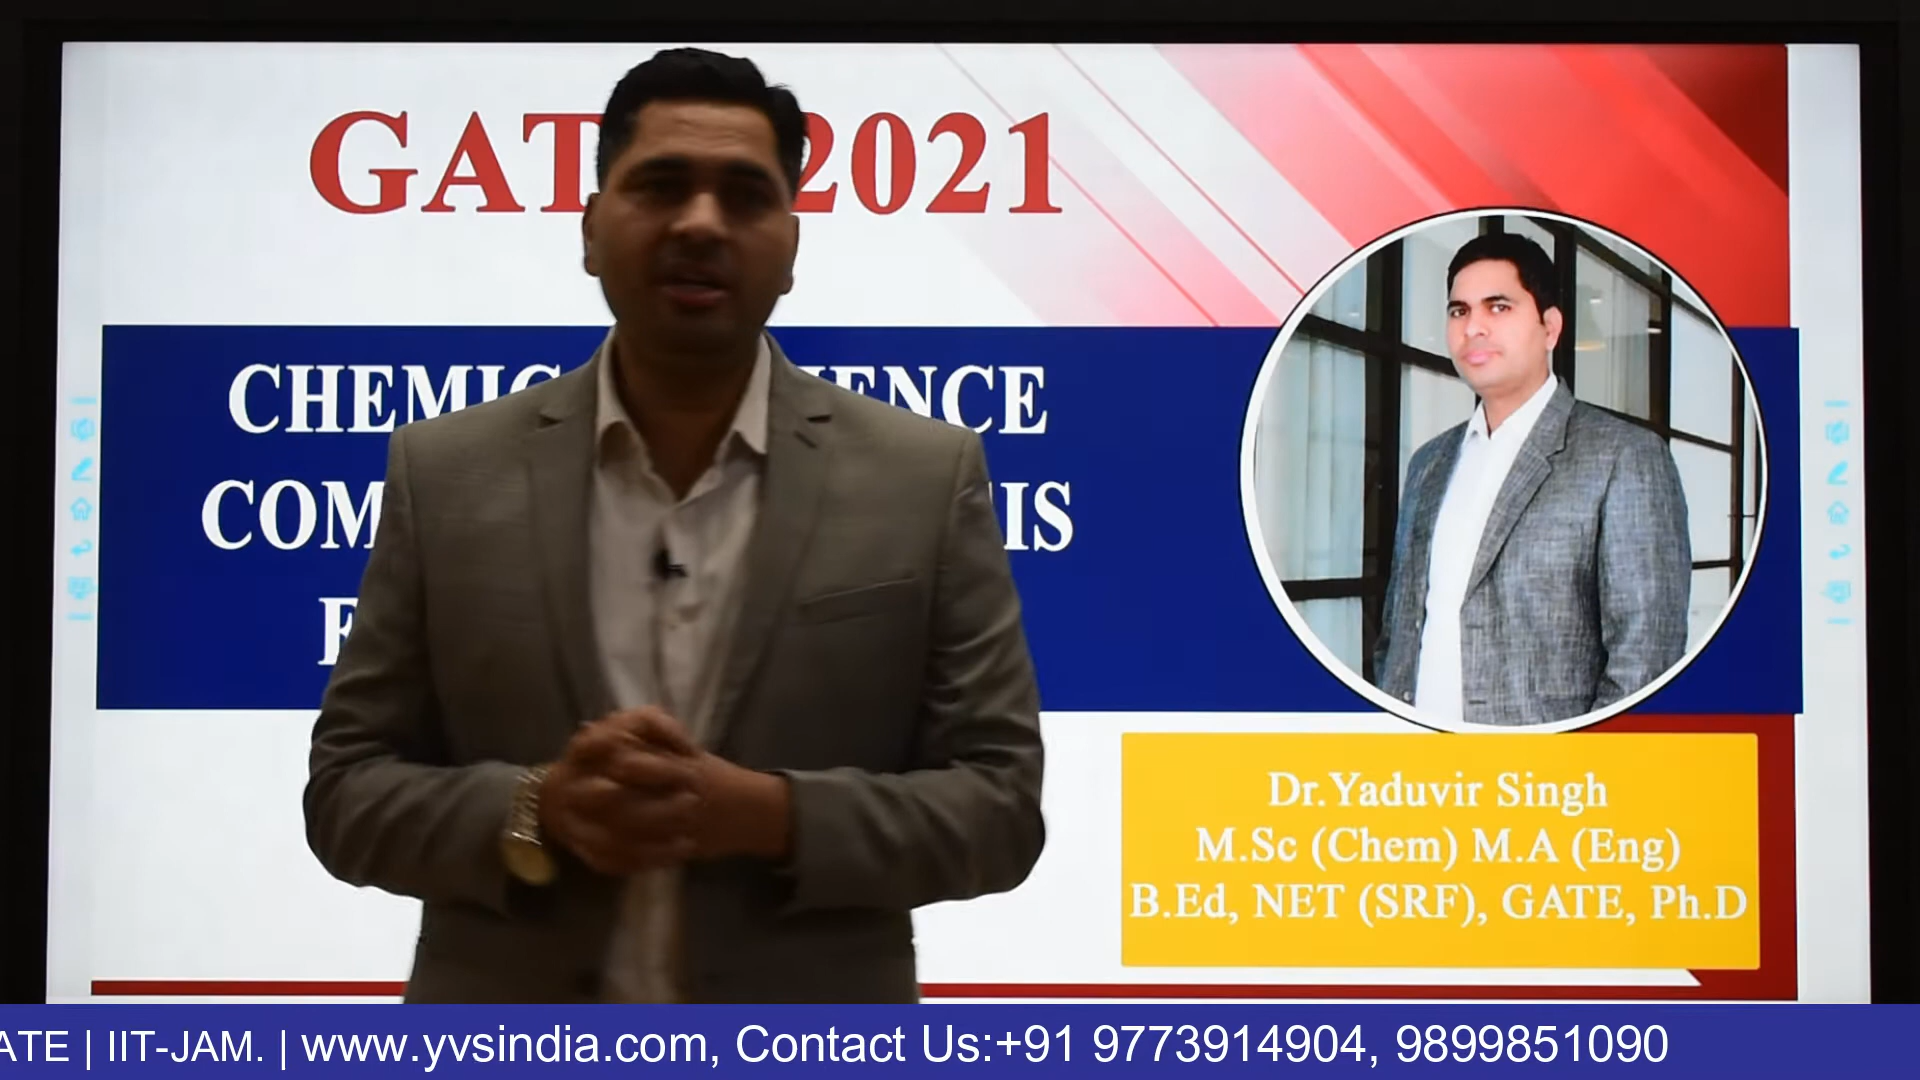 GAT 2021
CHEMIC IENCE
COM IS
Dr.Yaduvir Singh
M.Sc (Chem) M.A (Eng)
B.Ed, NET (SRF), GATE, Ph.D
ATE | IIT-JAM. | www.yvsindia.com, Contact Us:+91 9773914904, 9899851090